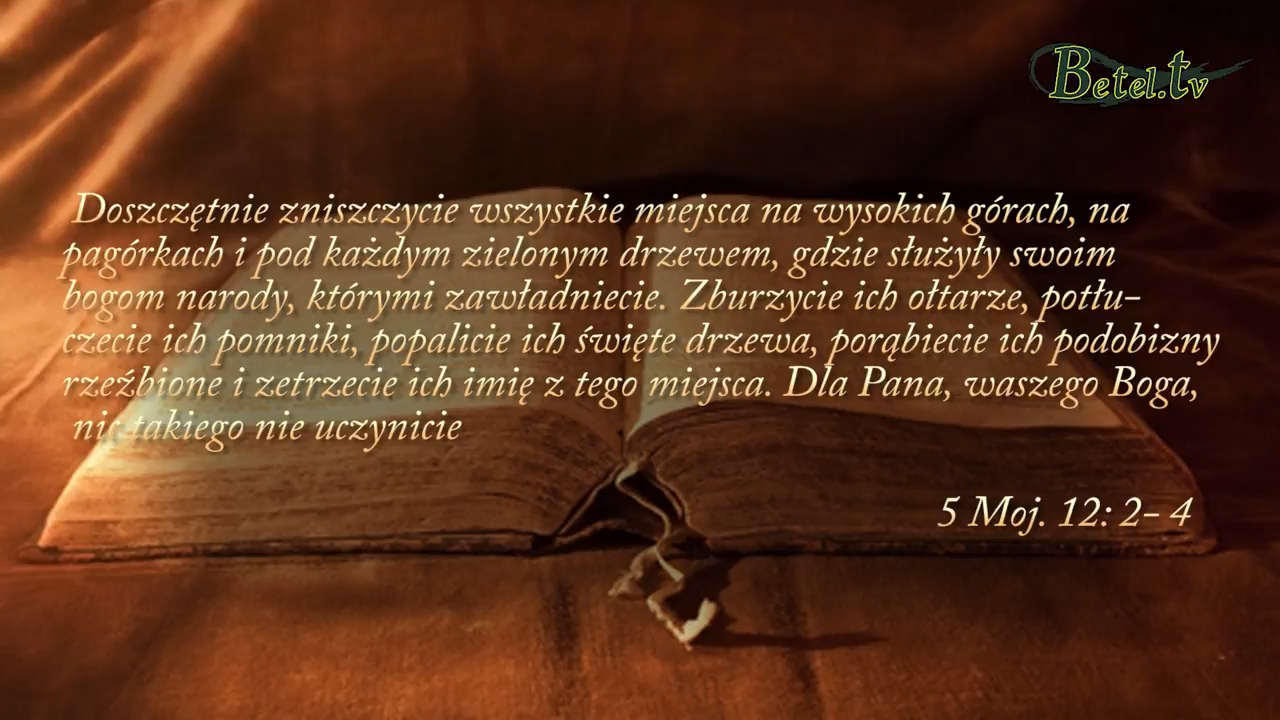 Betel.tv
Doszczętnie zniszczycie wszystkie miejsca na wysokich górach, na
pagórkach i pod każdym zielonym drzewem, gdzie służyły swoim
bogom narody, którymi zawładniecie. Zburzycie ich ołtarze, potłu-
czecie ich pomniki, popalicie ich święte drzewa, porąbiecie ich podobizny
rzeźbione i zetrzecie ich imię z tego miejsca. Dla Pana, waszego Boga,
nic takiego nie uczynicie
5 Moj. 12: 2- 4